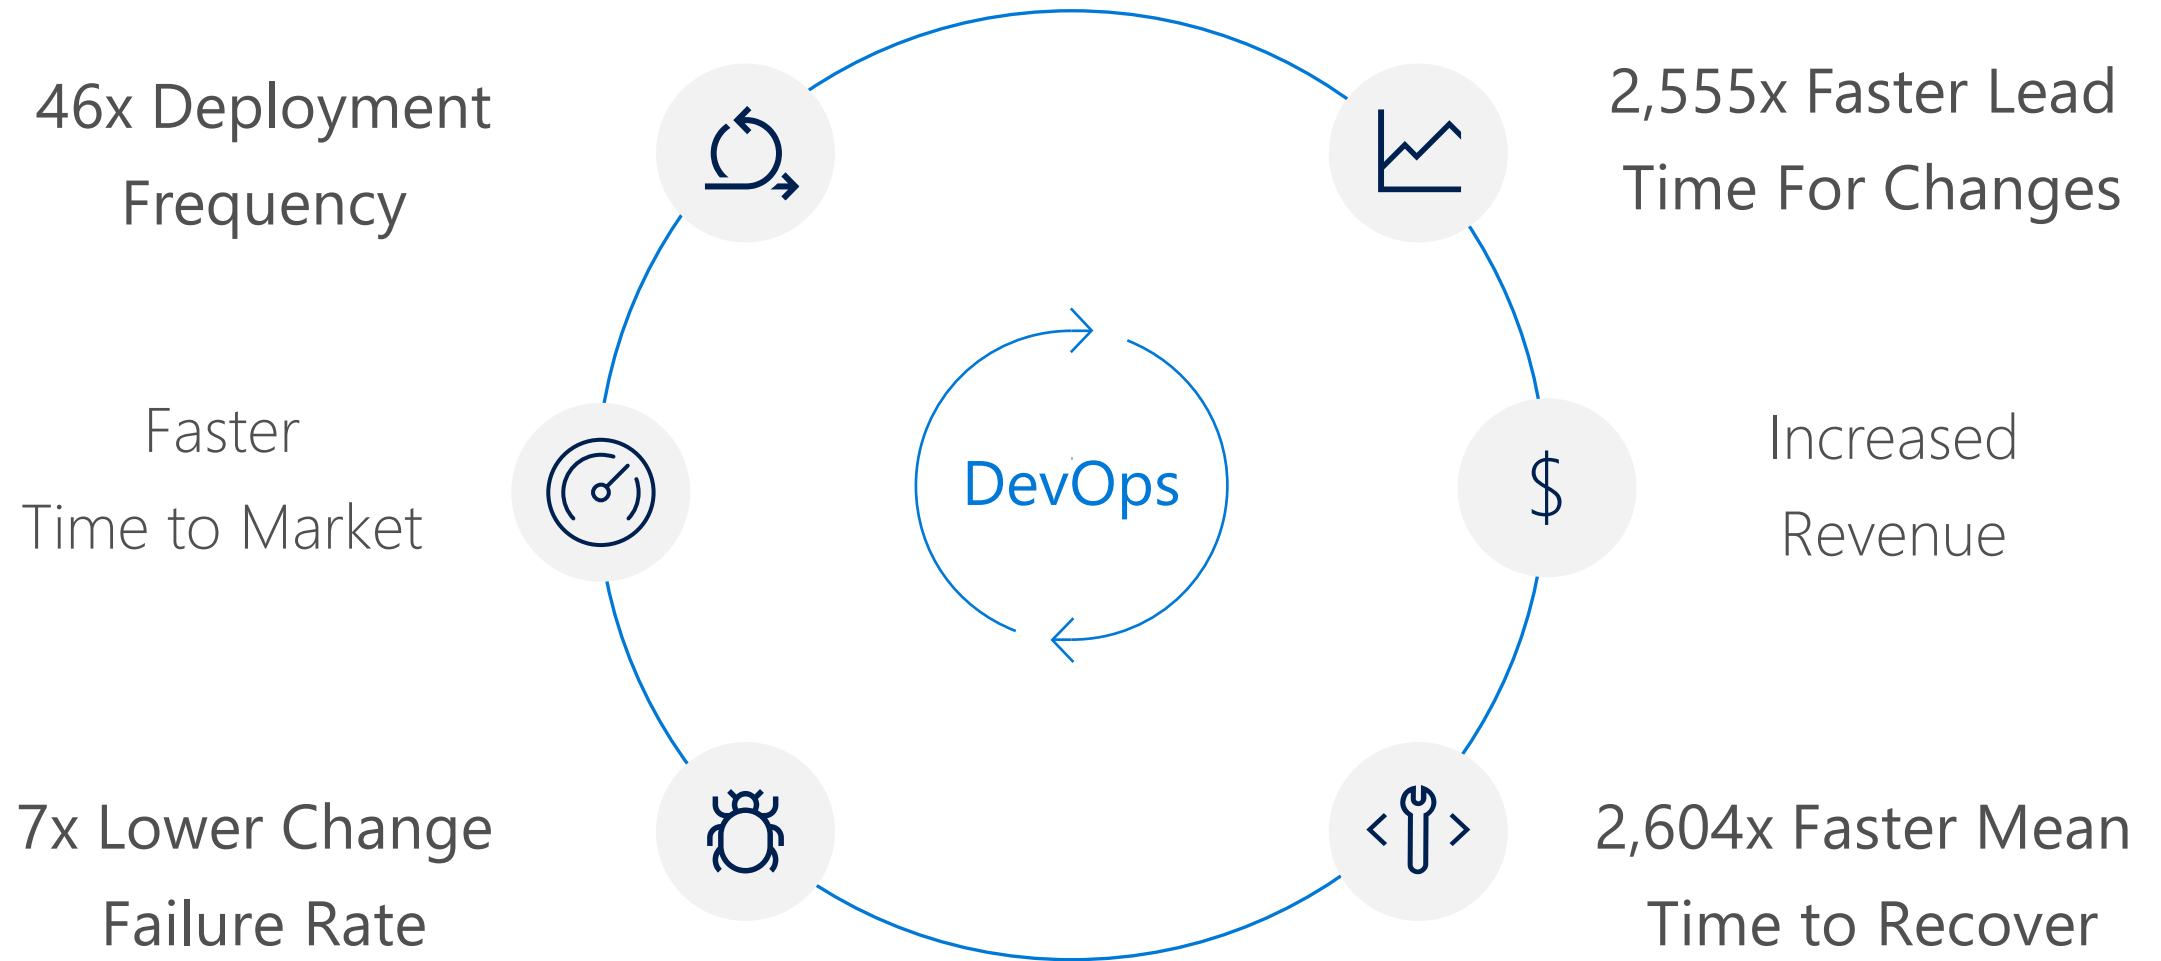 46x Deployment
Frequency
2,555x Faster Lead
Time For Changes
Faster
Time to Market
DevOps
$
Increased
Revenue
7x Lower Change
Failure Rate
2,604x Faster Mean
Time to Recover